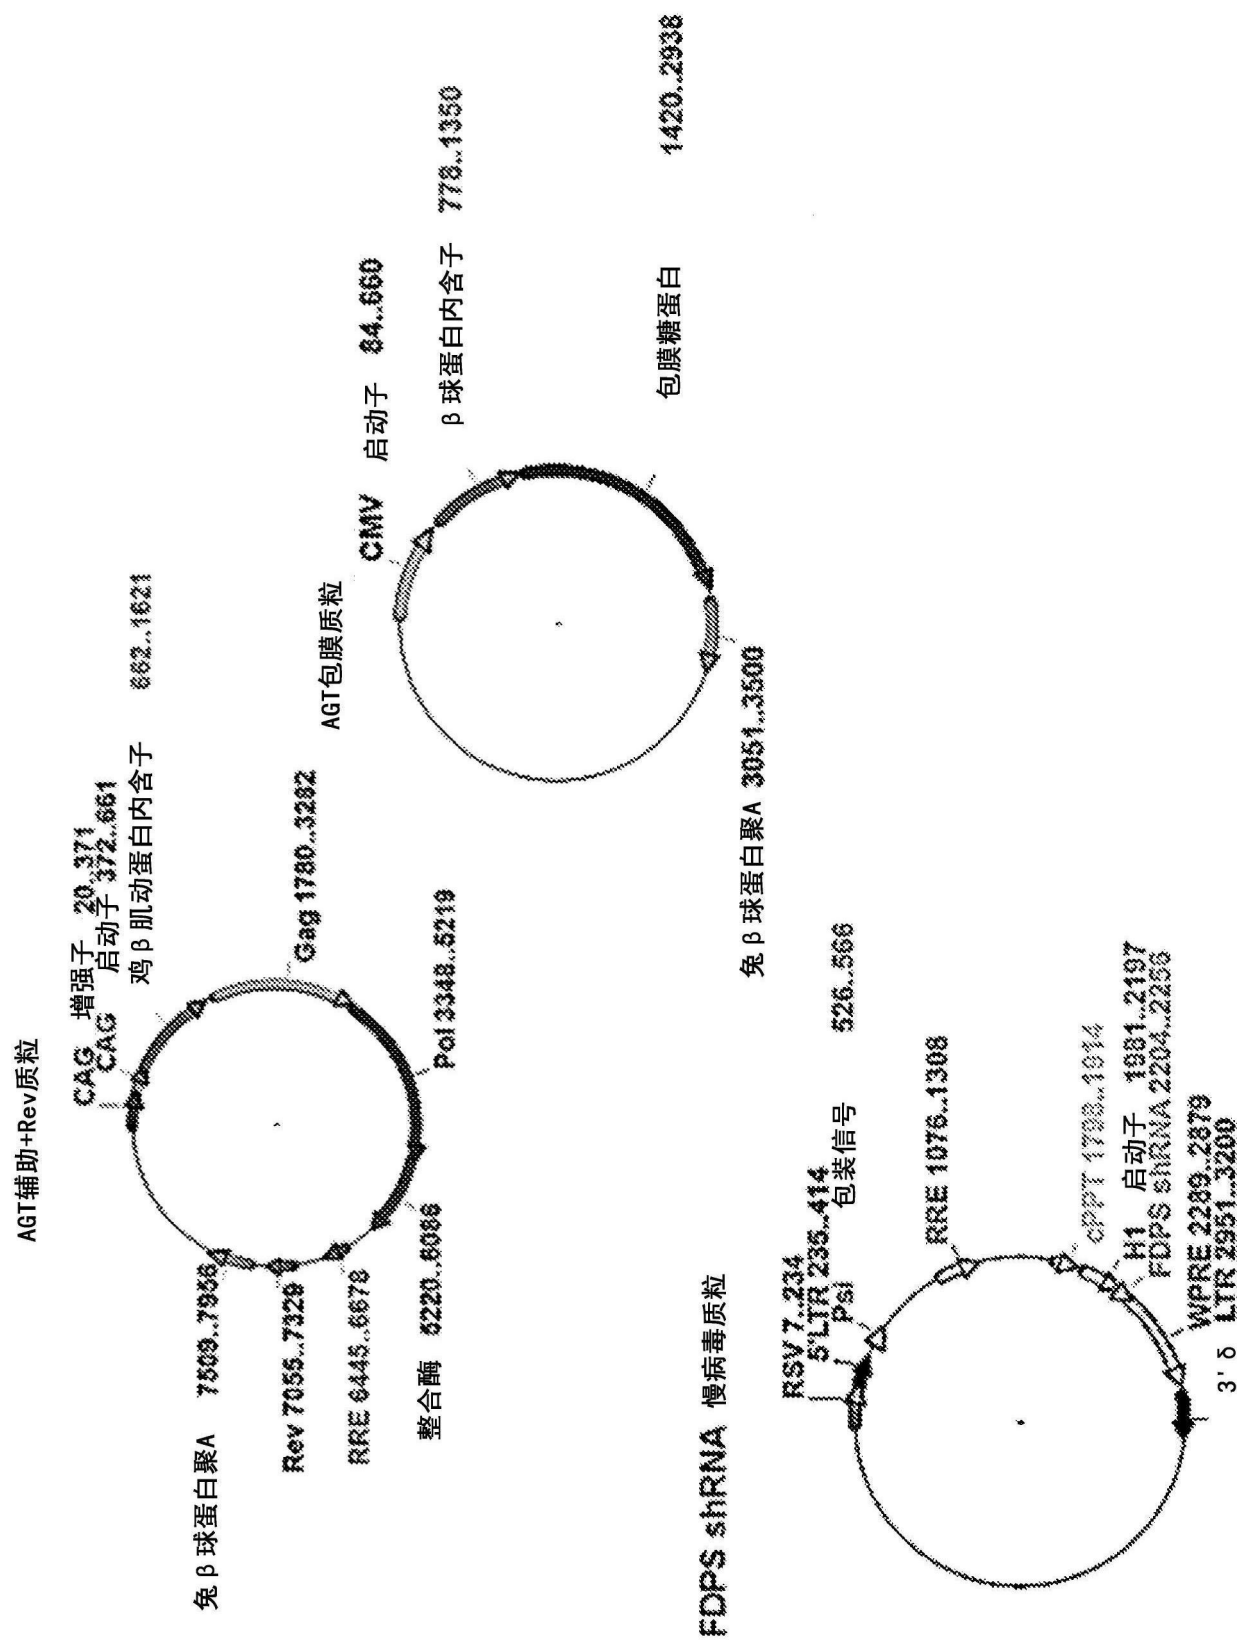 AGT辅助+Rev质粒
CAG 增强子 20..371
CAG 启动子 372..661
鸡β肌动蛋白内含子 662..1621
Gag 1780..3282
Pol 3348..5219
整合酶 5220..6086
RRE 6445..6678
Rev 7055..7329
兔β球蛋白聚A 7509..7958
AGT包膜质粒
CMV 启动子 84..660
β球蛋白内含子 778..1350
包膜糖蛋白 1420..2938
兔β球蛋白聚A 3051..3500
FDPS shRNA 慢病毒质粒
RSV 7..234
5'LTR 235..414
Psi 包装信号 526..566
RRE 1076..1308
cPPT 1798..1914
H1 启动子 1981..2197
FDPS shRNA 2204..2256
WPRE 2289..2879
3'δ LTR 2951..3200